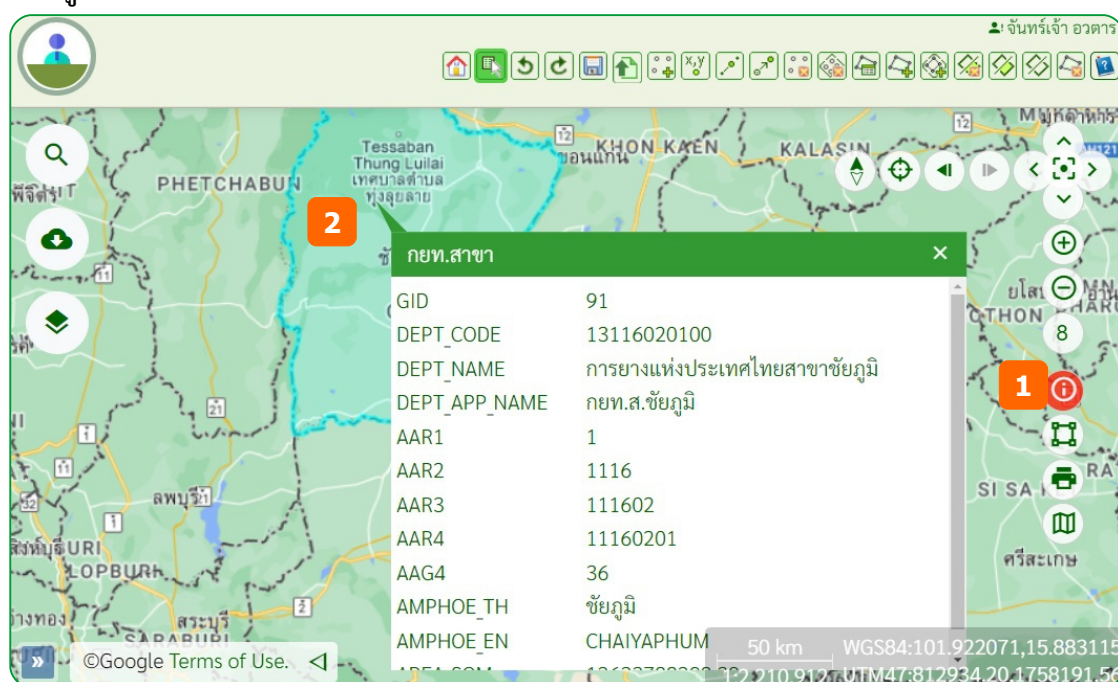 จันทร์เจ้า อวตาร
x,y
12
Tessaban
Thung Luilai
เทศบาลตำบล
ทุ่งลุยลาย
12
KHON KAEN
ขอนแก่น
KALASIN
PHETCHABUN
2
กยท.สาขา
×
GID 91
DEPT_CODE 13116020100
DEPT_NAME การยางแห่งประเทศไทยสาขาชัยภูมิ
DEPT_APP_NAME กยท.ส.ชัยภูมิ
AAR1 1
AAR2 1116
AAR3 111602
AAR4 11160201
AAG4 36
AMPHOE_TH ชัยภูมิ
AMPHOE_EN CHAIYAPHUM
11
8
1
21
1
11
21
ลพบุรี
32
1
SI SA
RA
ศรีสะเกษ
URI
LOPBURI
2
สระบุรี
SARABURI
50 km
WGS84:101.922071,15.883115
»
©Google Terms of Use.